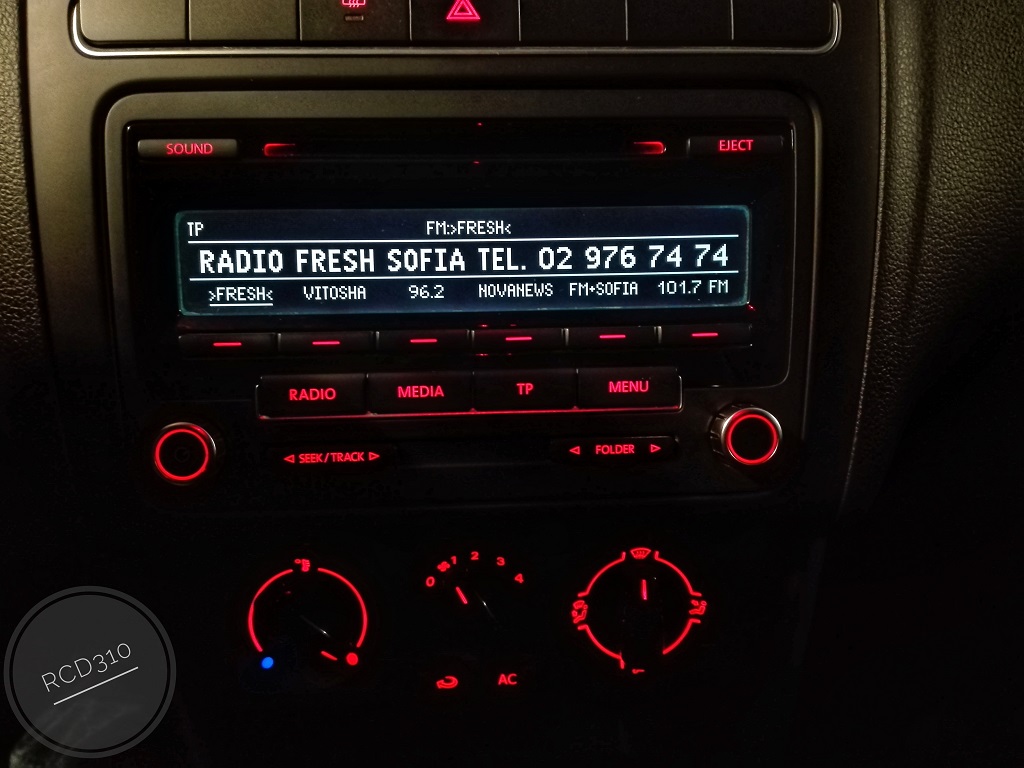 SOUND
EJECT
TP FM:>FRESH<
RADIO FRESH SOFIA TEL. 02 976 74 74
>FRESH< VITOSHA 96.2 NOVANEWS FM+SOFIA 101.7 FM
RADIO MEDIA TP MENU
SEEK/TRACK FOLDER
0 1 2 3 4
AC
RCD310